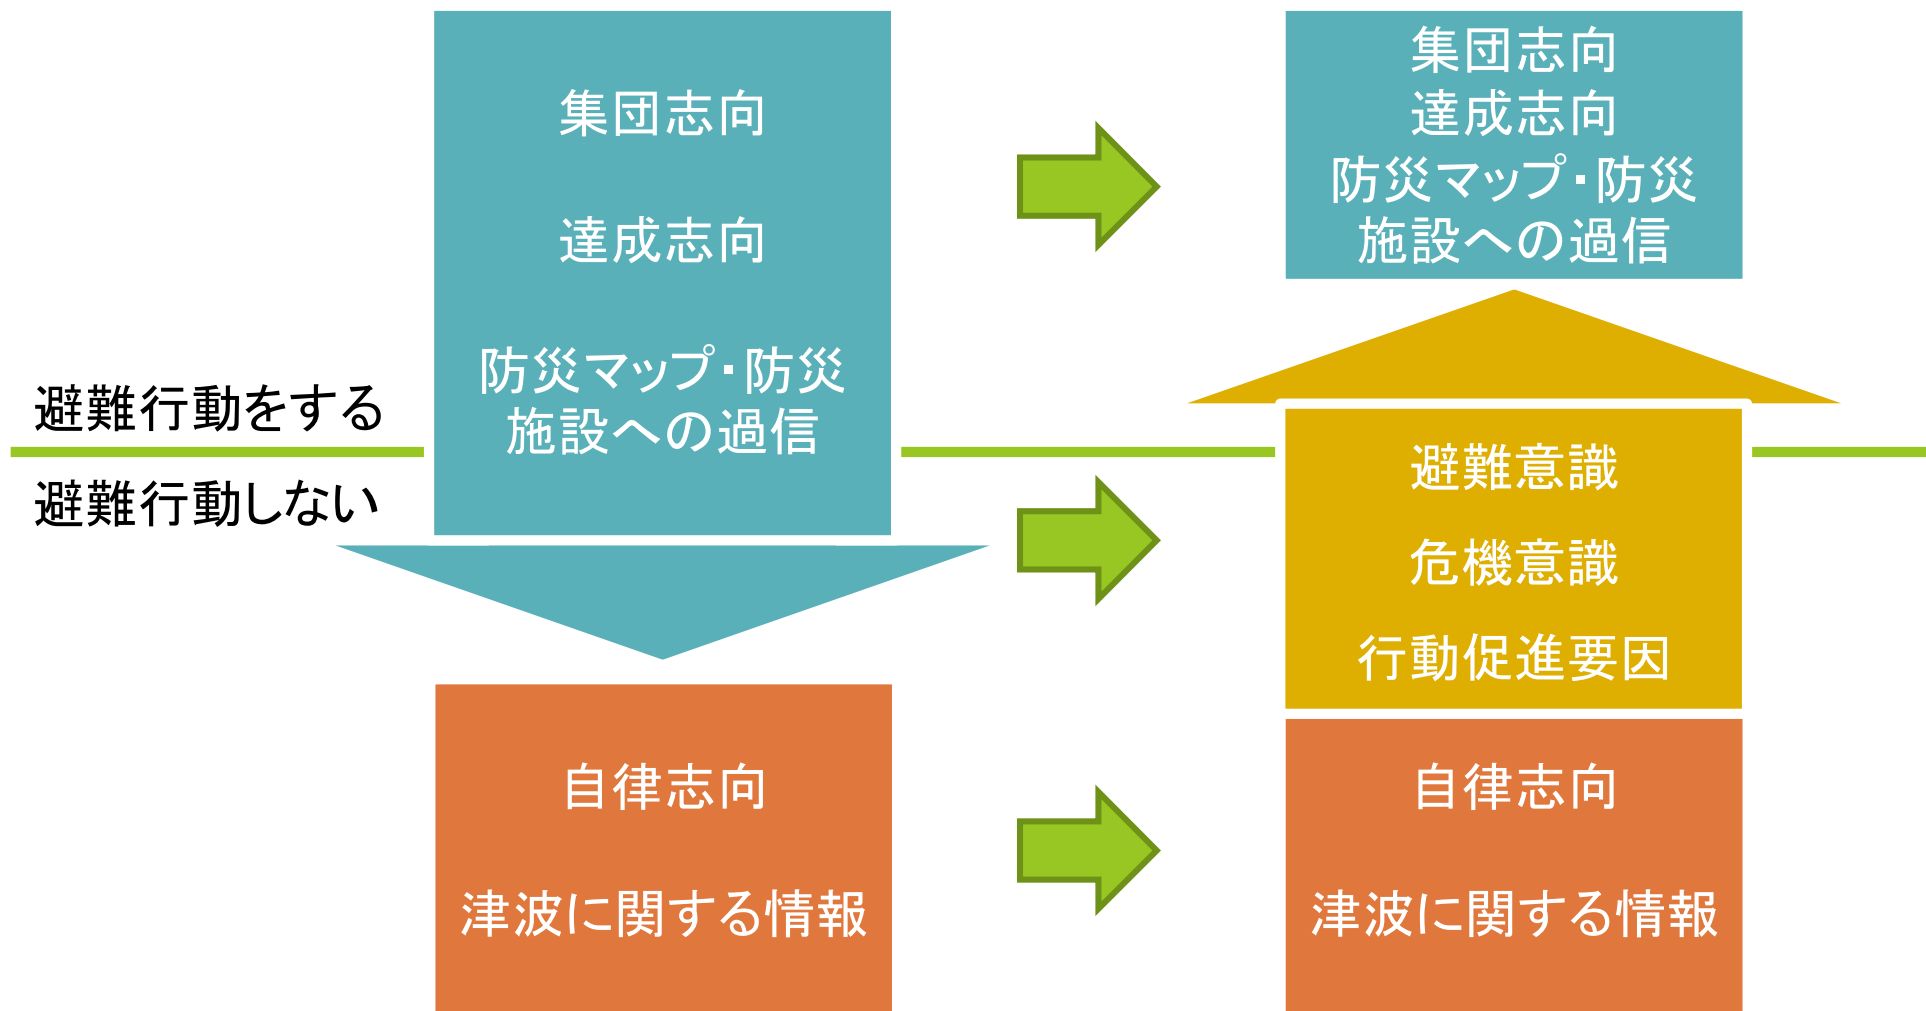 避難行動をする
避難行動しない
集団志向
達成志向
防災マップ・防災
施設への過信
自律志向
津波に関する情報
集団志向
達成志向
防災マップ・防災
施設への過信
避難意識
危機意識
行動促進要因
自律志向
津波に関する情報